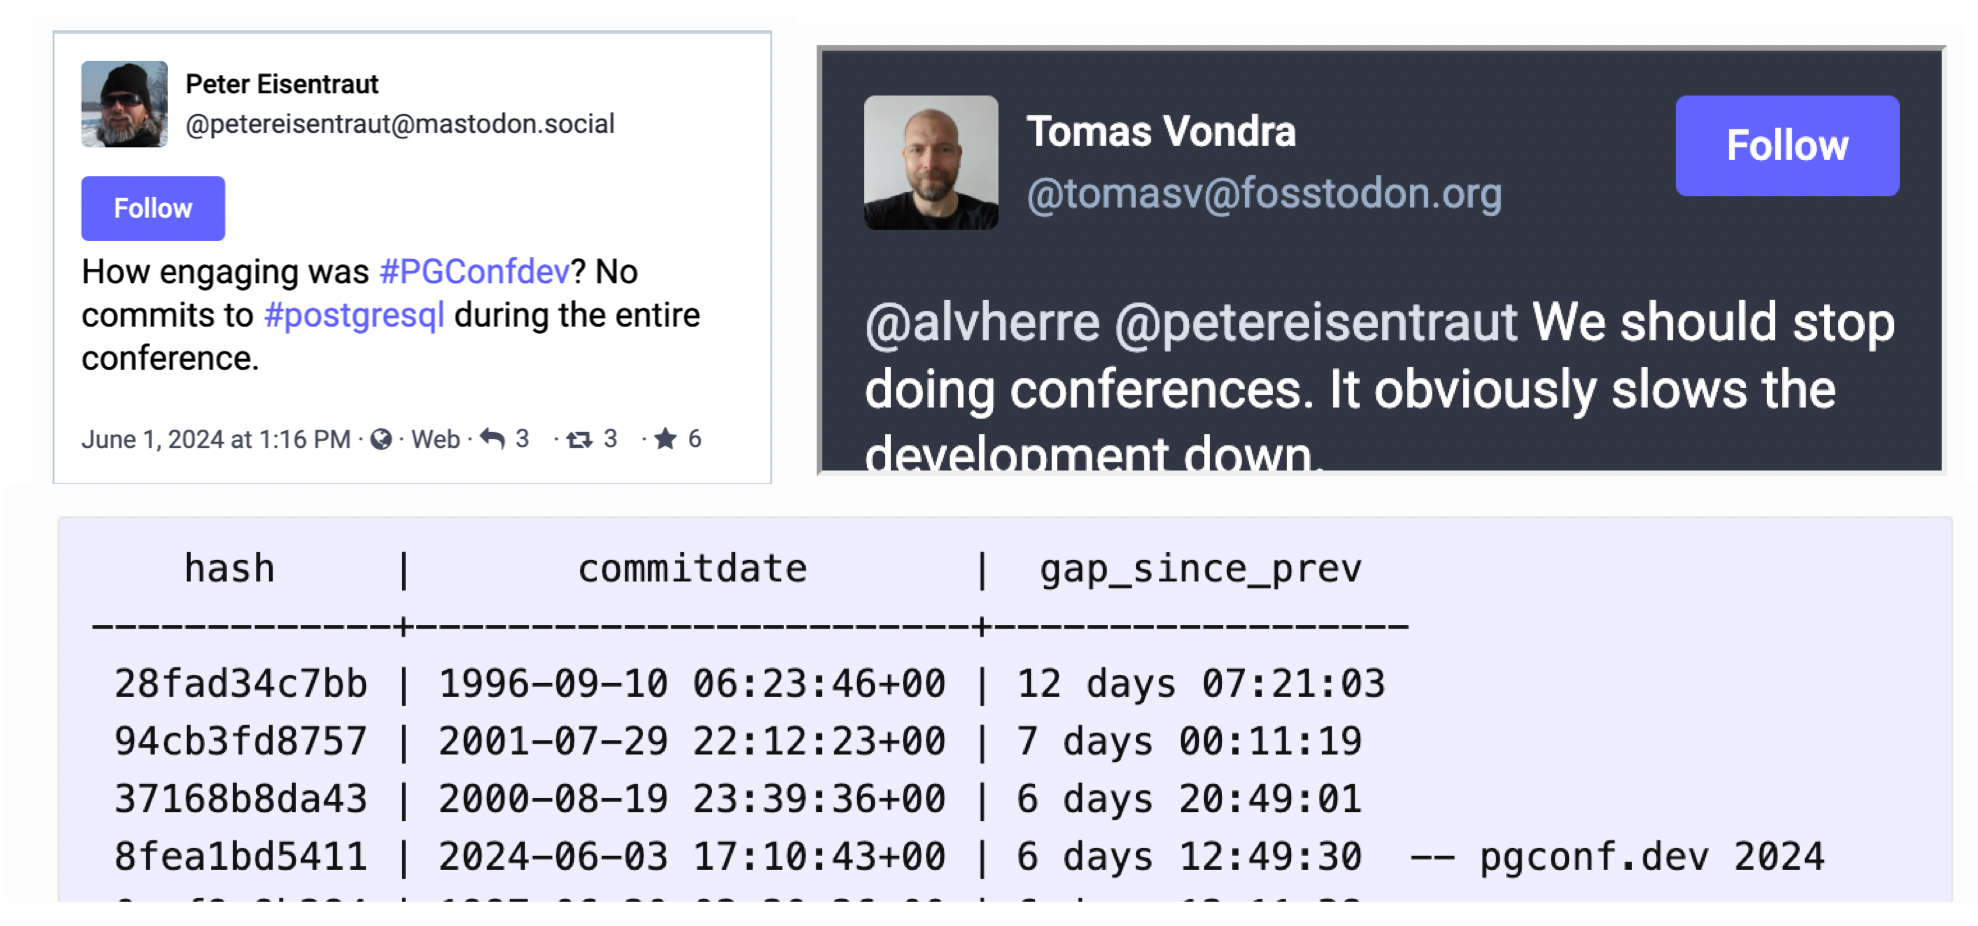 Peter Eisentraut
@petereisentraut@mastodon.social
Follow
How engaging was #PGConfdev? No
commits to #postgresql during the entire
conference.
June 1, 2024 at 1:16 PM · · Web · 3 · 3 · 6
Tomas Vondra
@tomasv@fosstodon.org
Follow
@alvherre @petereisentraut We should stop
doing conferences. It obviously slows the
development down.
hash | commitdate | gap_since_prev
-------------+------------------------+------------------
28fad34c7bb | 1996-09-10 06:23:46+00 | 12 days 07:21:03
94cb3fd8757 | 2001-07-29 22:12:23+00 | 7 days 00:11:19
37168b8da43 | 2000-08-19 23:39:36+00 | 6 days 20:49:01
8fea1bd5411 | 2024-06-03 17:10:43+00 | 6 days 12:49:30 -- pgconf.dev 2024